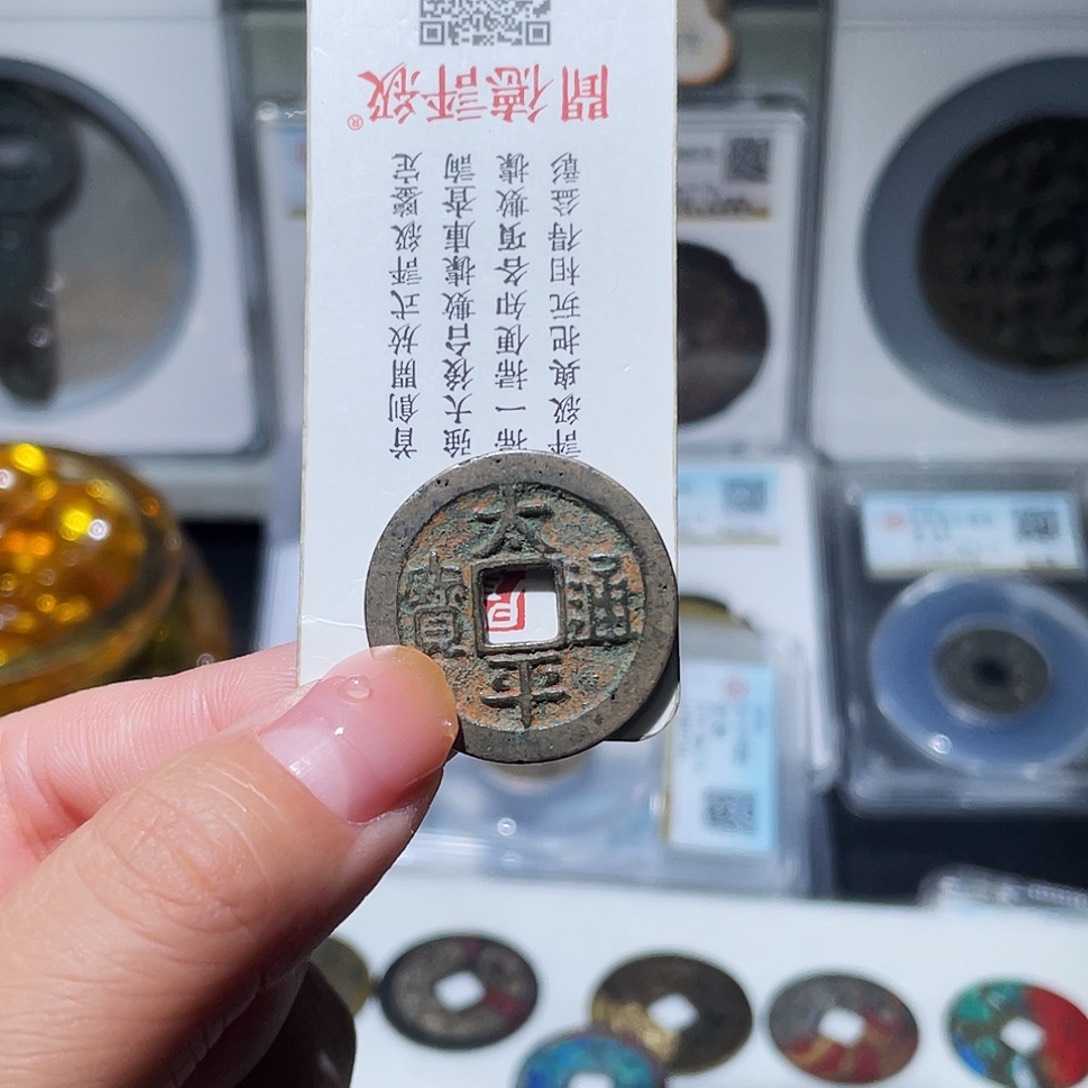 聞德評級®
首創開放式評級鑒定
強大後台數據庫查詢
掃一掃便知各項數據
評級與把玩相得益彰
太平通寶